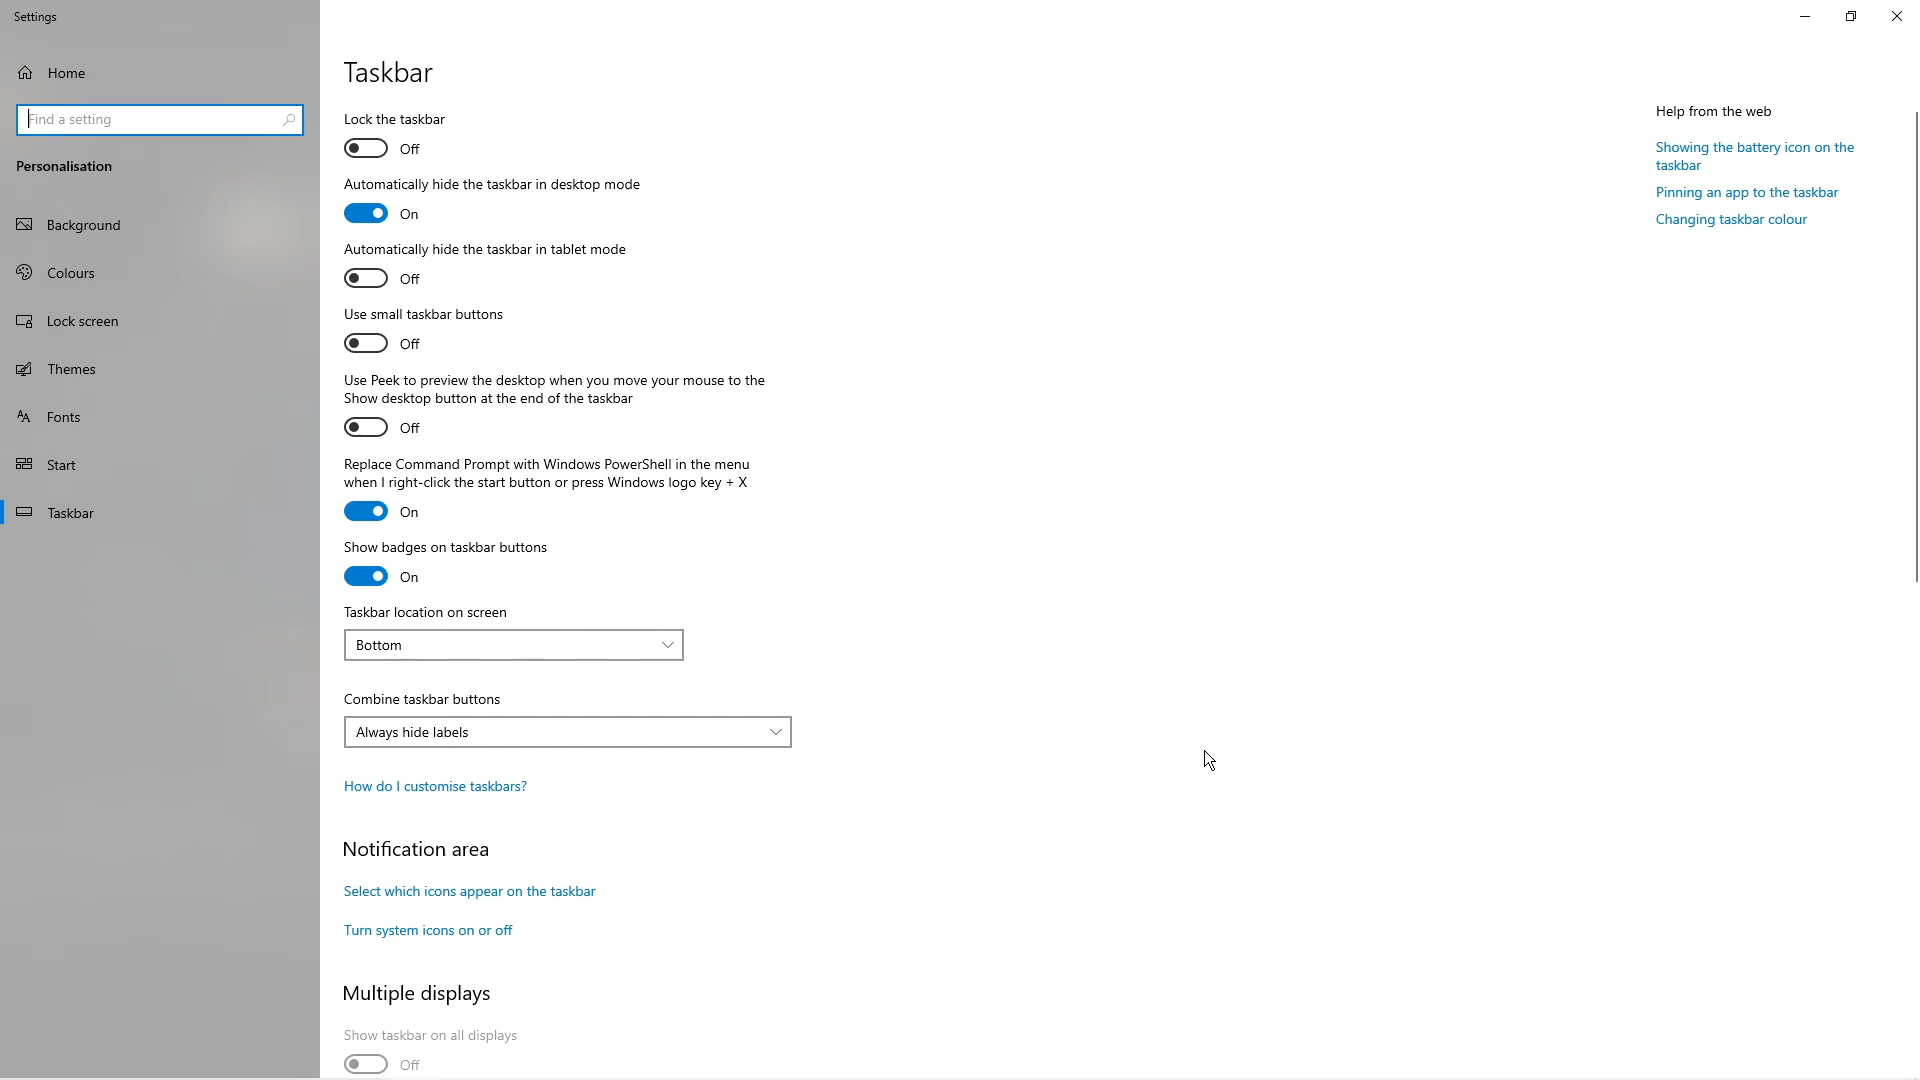 Settings
Home
Find a setting
Personalisation
Background
Colours
Lock screen
Themes
Fonts
Start
Taskbar
Taskbar
Lock the taskbar
Off
Automatically hide the taskbar in desktop mode
On
Automatically hide the taskbar in tablet mode
Off
Use small taskbar buttons
Off
Use Peek to preview the desktop when you move your mouse to the
Show desktop button at the end of the taskbar
Off
Replace Command Prompt with Windows PowerShell in the menu
when I right-click the start button or press Windows logo key + X
On
Show badges on taskbar buttons
On
Taskbar location on screen
Bottom
Combine taskbar buttons
Always hide labels
How do I customise taskbars?
Notification area
Select which icons appear on the taskbar
Turn system icons on or off
Multiple displays
Show taskbar on all displays
Off
Help from the web
Showing the battery icon on the
taskbar
Pinning an app to the taskbar
Changing taskbar colour